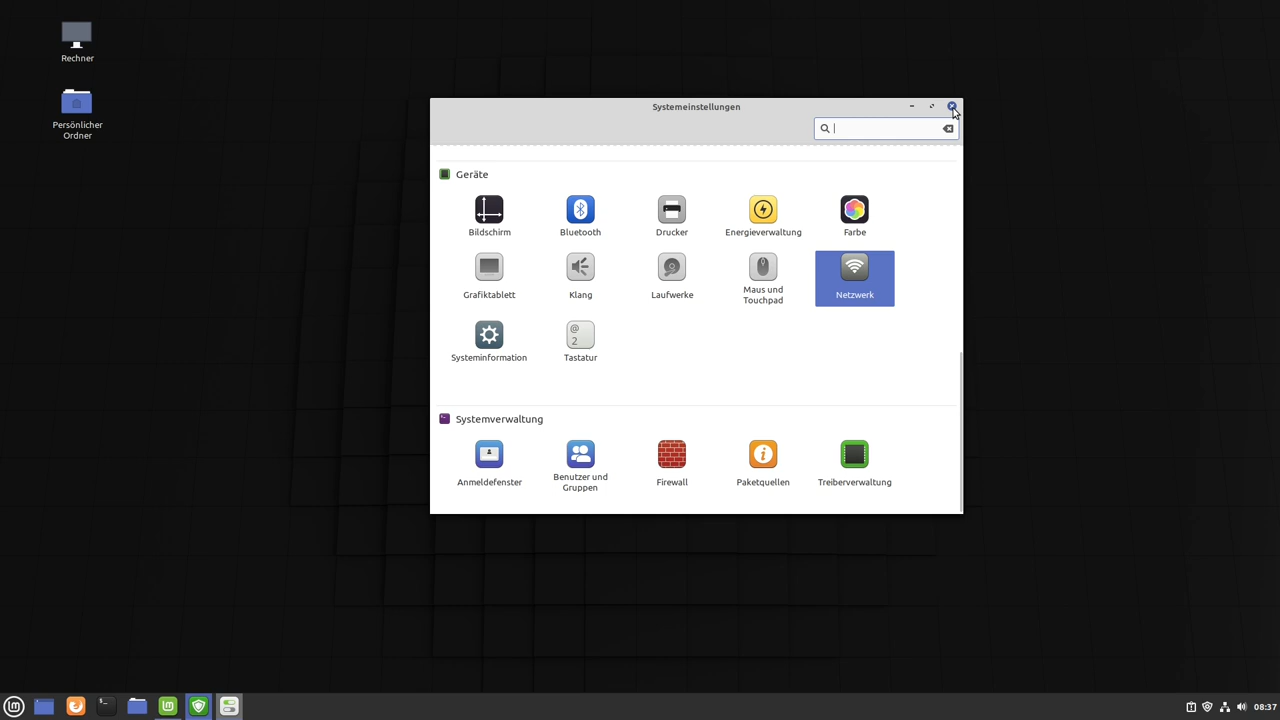 Rechner
Persönlicher
Ordner
Systemeinstellungen
Geräte
Bildschirm
Bluetooth
Drucker
Energieverwaltung
Farbe
Grafiktablett
Klang
Laufwerke
Maus und
Touchpad
Netzwerk
@
2
Systeminformation
Tastatur
Systemverwaltung
Anmeldefenster
Benutzer und
Gruppen
Firewall
Paketquellen
Treiberverwaltung
08:37